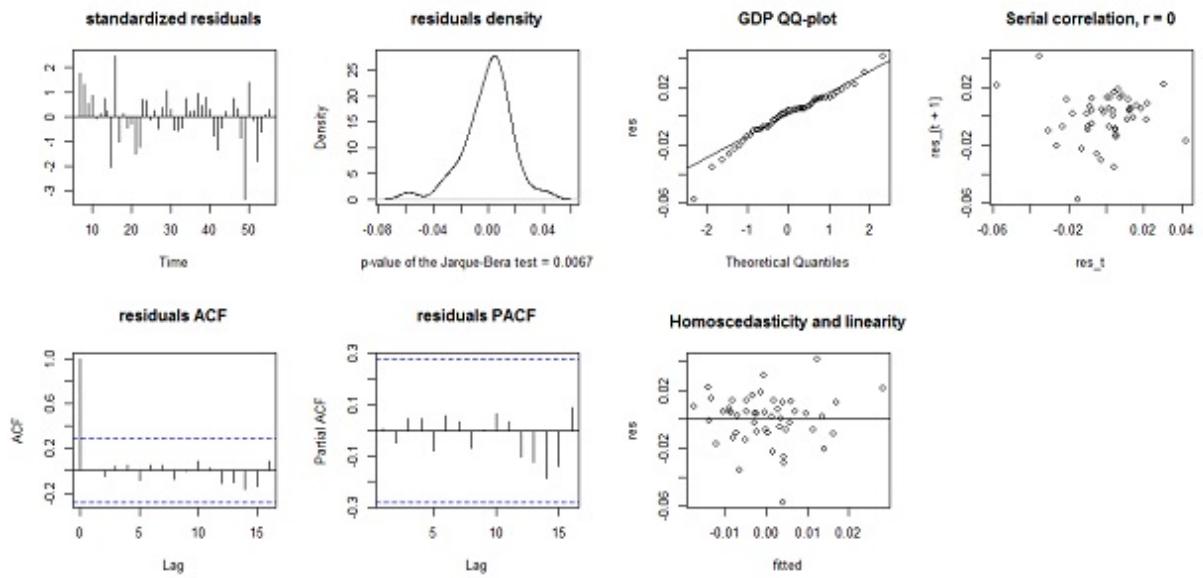 standardized residuals
2
1
0
-1
-2
-3
10 20 30 40 50
Time
residuals density
Density
25
20
15
10
5
0
-0.08 -0.04 0.00 0.04
p-value of the Jarque-Bera test = 0.0067
GDP QQ-plot
res
0.02
-0.02
-0.06
-2 -1 0 1 2
Theoretical Quantiles
Serial correlation, r = 0
res_(t + 1)
0.02
-0.02
-0.06
-0.06 -0.02 0.02 0.04
res_t
residuals ACF
ACF
1.0
0.6
0.2
-0.2
0 5 10 15
Lag
residuals PACF
Partial ACF
0.3
0.1
-0.1
-0.3
5 10 15
Lag
Homoscedasticity and linearity
res
0.02
-0.02
-0.06
-0.01 0.00 0.01 0.02
fitted